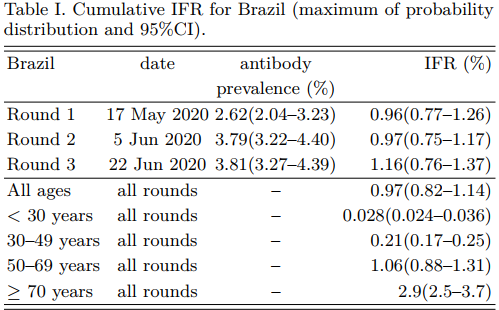 Table I. Cumulative IFR for Brazil (maximum of probability
distribution and 95%CI).
Brazil date antibody IFR (%)
prevalence (%)
Round 1 17 May 2020 2.62(2.04–3.23) 0.96(0.77–1.26)
Round 2 5 Jun 2020 3.79(3.22–4.40) 0.97(0.75–1.17)
Round 3 22 Jun 2020 3.81(3.27–4.39) 1.16(0.76–1.37)
All ages all rounds – 0.97(0.82–1.14)
< 30 years all rounds – 0.028(0.024–0.036)
30–49 years all rounds – 0.21(0.17–0.25)
50–69 years all rounds – 1.06(0.88–1.31)
≥ 70 years all rounds – 2.9(2.5–3.7)